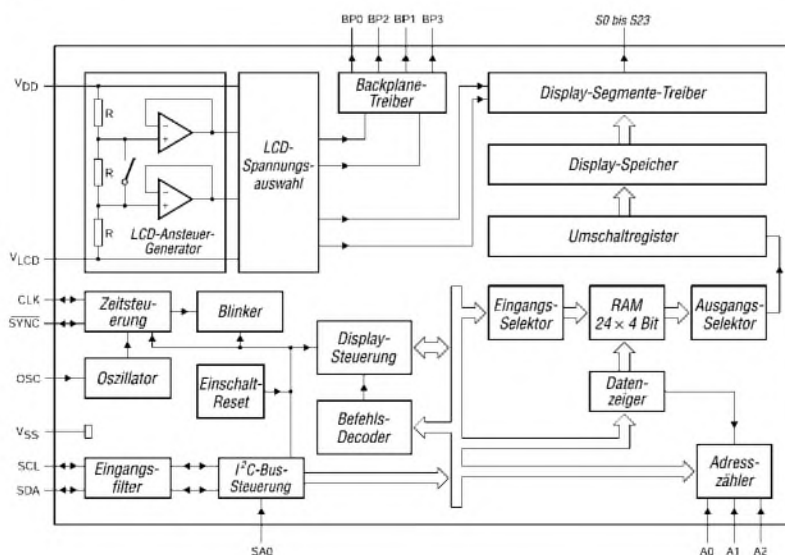 BP0 BP2 BP1 BP3
S0 bis S23
VDD
R
R
R
LCD-Ansteuer-
Generator
LCD-
Spannungs-
auswahl
Backplane-
Treiber
Display-Segmente-Treiber
Display-Speicher
Umschaltregister
VLCD
CLK
SYNC
OSC
VSS
SCL
SDA
Zeitsteu-
erung
Blinker
Oszillator
Einschalt-
Reset
Display-
Steuerung
Befehls-
Decoder
Eingangs-
filter
I²C-Bus-
Steuerung
Eingangs-
Selektor
RAM
24 × 4 Bit
Ausgangs-
Selektor
Daten-
zeiger
Adress-
zähler
SA0
A0 A1 A2